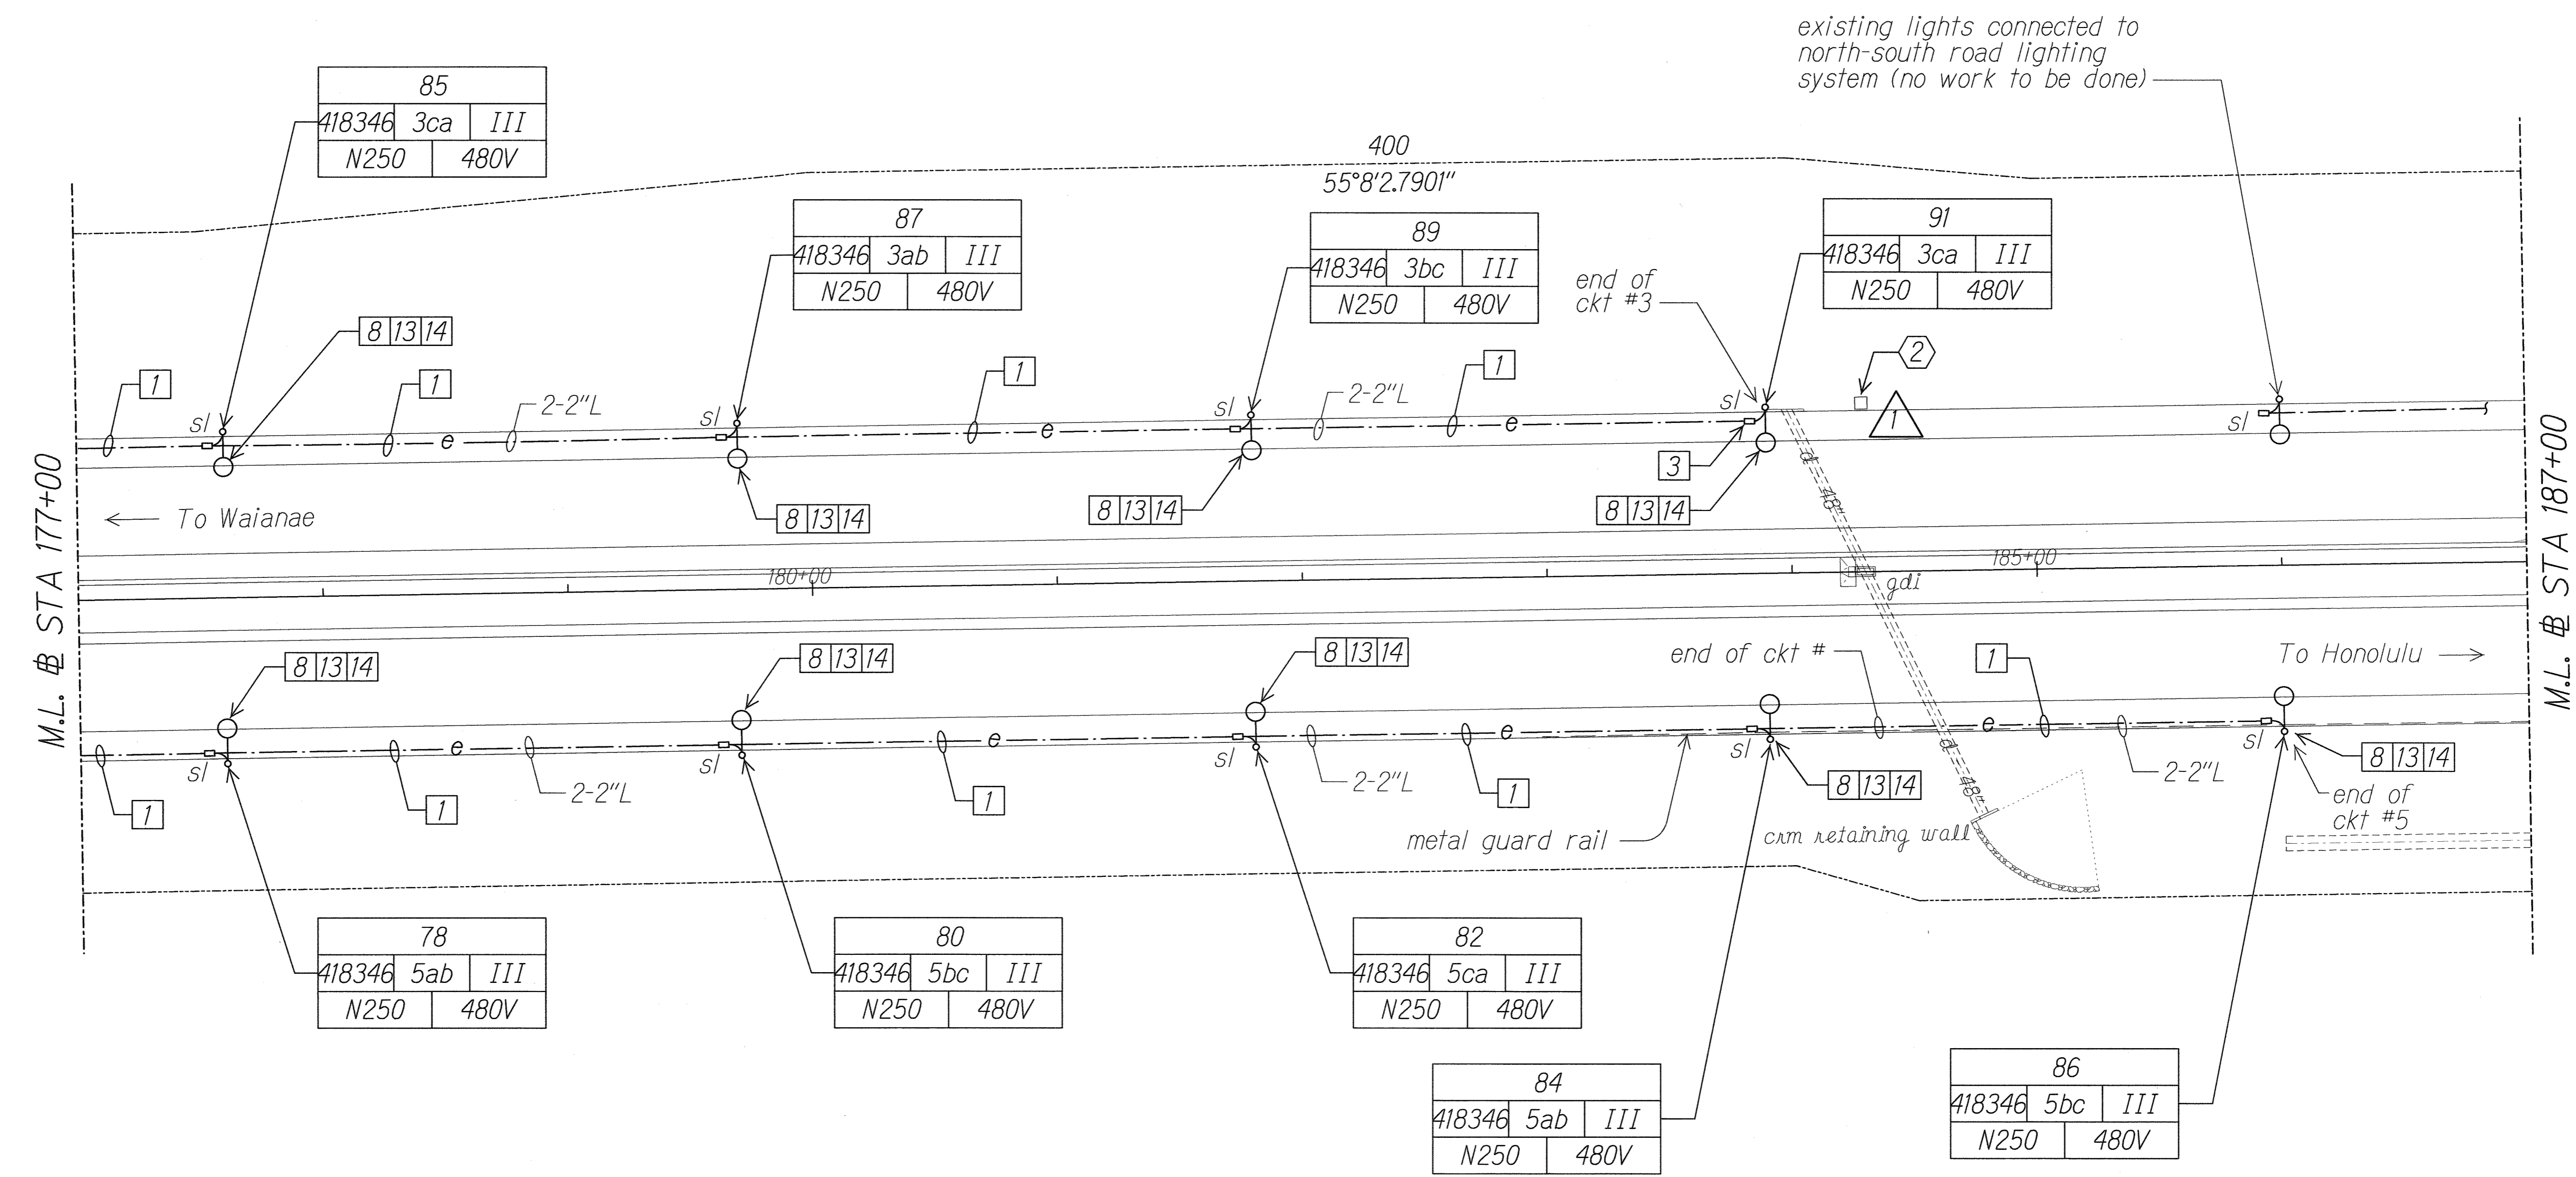 existing lights connected to
north-south road lighting
system (no work to be done)
85
418346 3ca III
N250 480V
400
55°8'2.7901"
87
418346 3ab III
N250 480V
89
418346 3bc III
N250 480V
91
418346 3ca III
N250 480V
end of
ckt #3
8 13 14
2
1
1
1
1
2-2"L
2-2"L
sl
sl
sl
sl
sl
e
e
e
1
3
8 13 14
8 13 14
8 13 14
To Waianae
d
48"
M.L. BL STA 177+00
M.L. BL STA 187+00
180+00
185+00
gdi
8 13 14
8 13 14
8 13 14
end of ckt #
1
To Honolulu
e
e
e
e
d
sl
sl
sl
sl
sl
8 13 14
8 13 14
2-2"L
2-2"L
2-2"L
48"
1
1
1
1
end of
ckt #5
metal guard rail
crm retaining wall
78
418346 5ab III
N250 480V
80
418346 5bc III
N250 480V
82
418346 5ca III
N250 480V
84
418346 5ab III
N250 480V
86
418346 5bc III
N250 480V